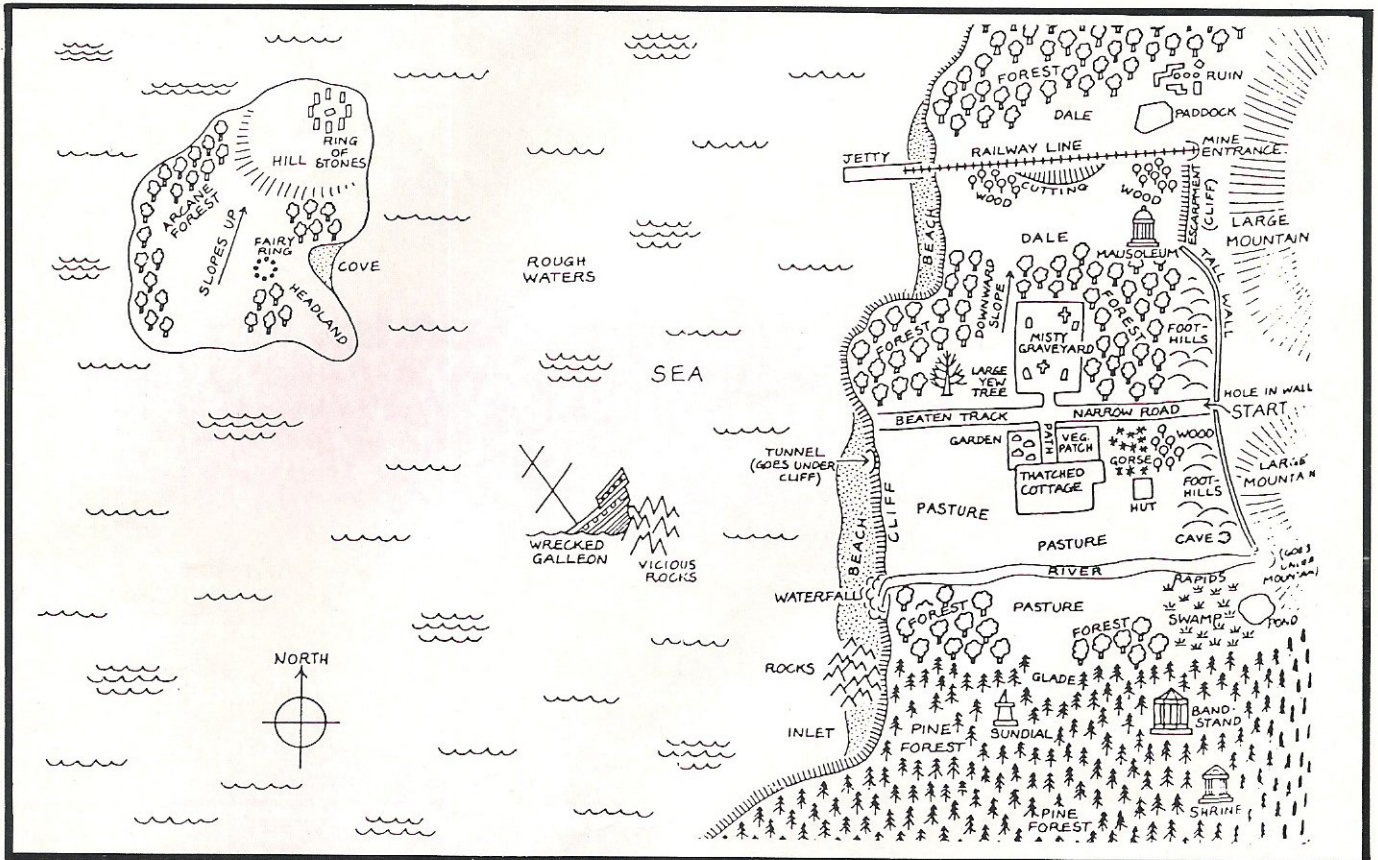 FOREST
RUIN
DALE
PADDOCK
RAILWAY LINE
MINE
ENTRANCE
JETTY
CUTTING
WOOD
WOOD
BEACH
ESCARPMENT
(CLIFF)
LARGE
MOUNTAIN
RING
OF
STONES
HILL
ARCANE
FOREST
SLOPES UP
FAIRY
RING
COVE
HEADLAND
ROUGH
WATERS
SEA
DALE
MAUSOLEUM
TALL
WALL
DOWNWARD
SLOPE
FOREST
FOREST
FOOT-
HILLS
MISTY
GRAVEYARD
LARGE
YEW
TREE
HOLE IN WALL
START
BEATEN TRACK
NARROW ROAD
GARDEN
PATH
VEG.
PATCH
GORSE
WOOD
TUNNEL
(GOES UNDER
CLIFF)
THATCHED
COTTAGE
HUT
FOOT-
HILLS
LARGE
MOUNTAIN
CLIFF
BEACH
PASTURE
PASTURE
CAVE
WRECKED
GALLEON
VICIOUS
ROCKS
RIVER
(GOES
UNDER
MOUNTAIN)
RAPIDS
WATERFALL
FOREST
PASTURE
SWAMP
POND
FOREST
ROCKS
GLADE
NORTH
INLET
PINE
FOREST
SUNDIAL
BAND-
STAND
SHRINE
PINE
FOREST